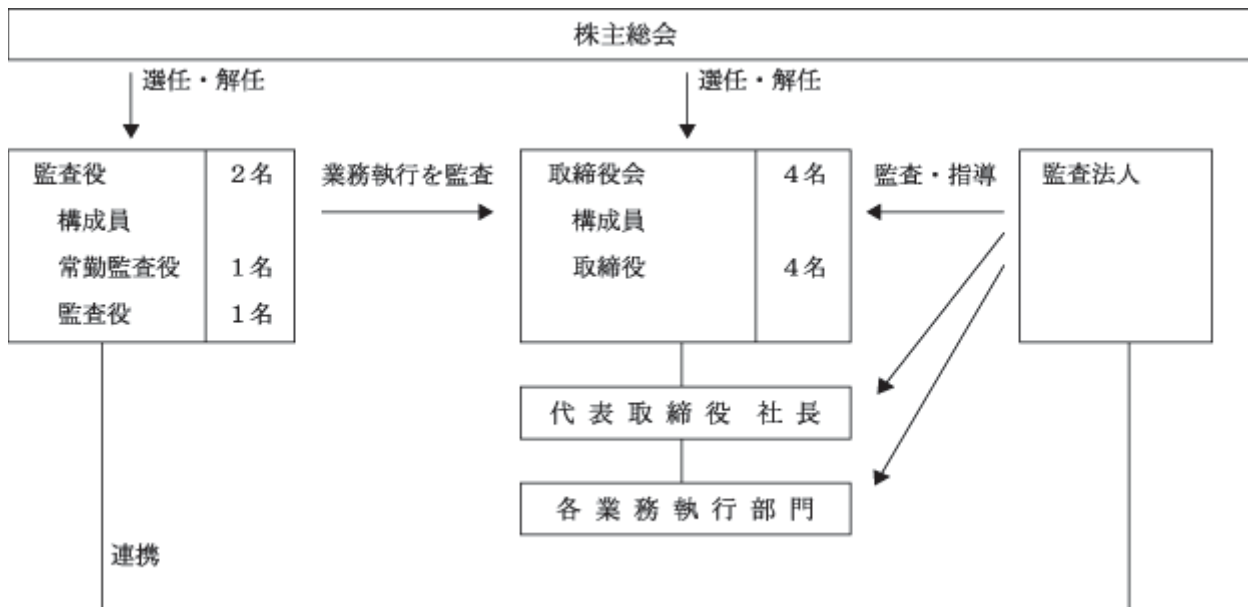 株主総会
選任・解任
選任・解任
監査役 2名
構成員
常勤監査役 1名
監査役 1名
業務執行を監査
取締役会 4名
構成員
取締役 4名
監査・指導
監査法人
代表取締役 社長
各業務執行部門
連携